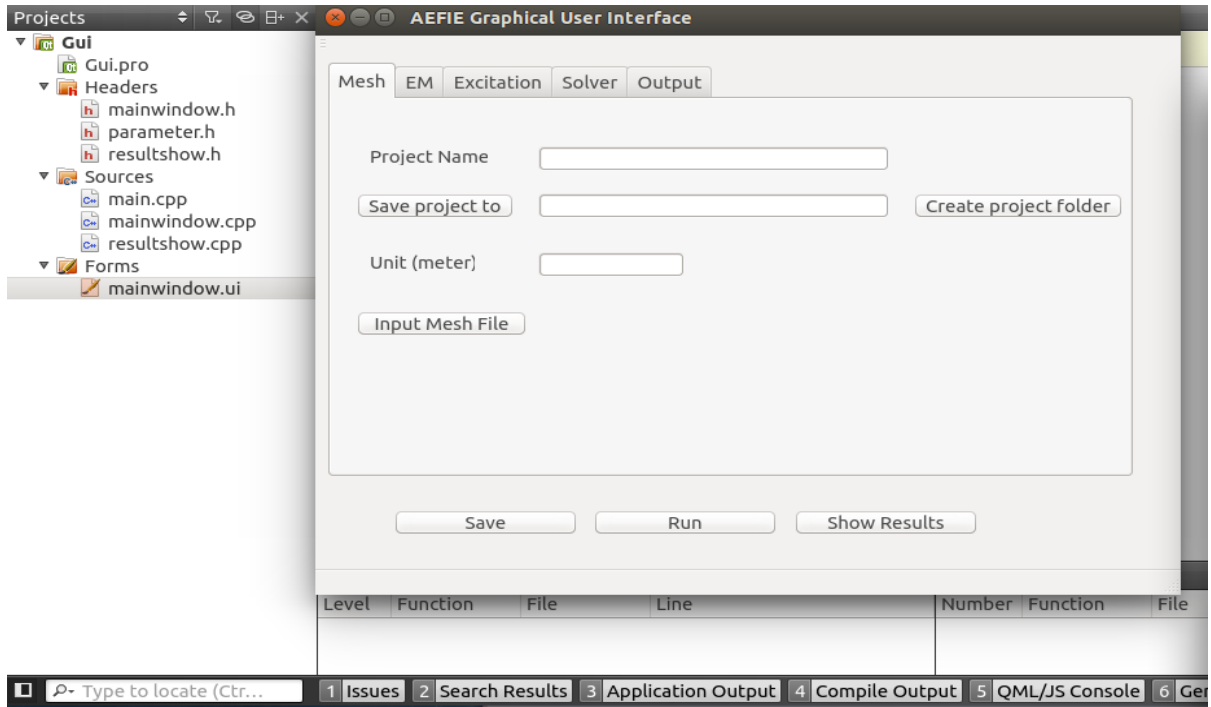 Projects
Gui
Gui.pro
Headers
mainwindow.h
parameter.h
resultshow.h
Sources
main.cpp
mainwindow.cpp
resultshow.cpp
Forms
mainwindow.ui
AEFIE Graphical User Interface
Mesh EM Excitation Solver Output
Project Name
Save project to Create project folder
Unit (meter)
Input Mesh File
Save Run Show Results
Level Function File Line Number Function File
Type to locate (Ctr... 1 Issues 2 Search Results 3 Application Output 4 Compile Output 5 QML/JS Console 6 Ger